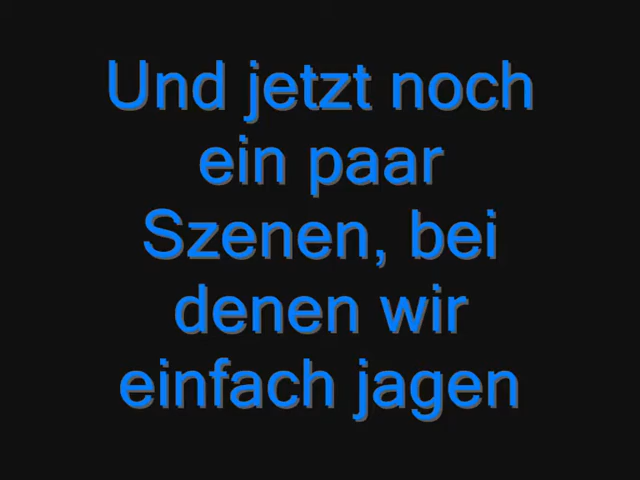 Und jetzt noch
ein paar
Szenen, bei
denen wir
einfach jagen